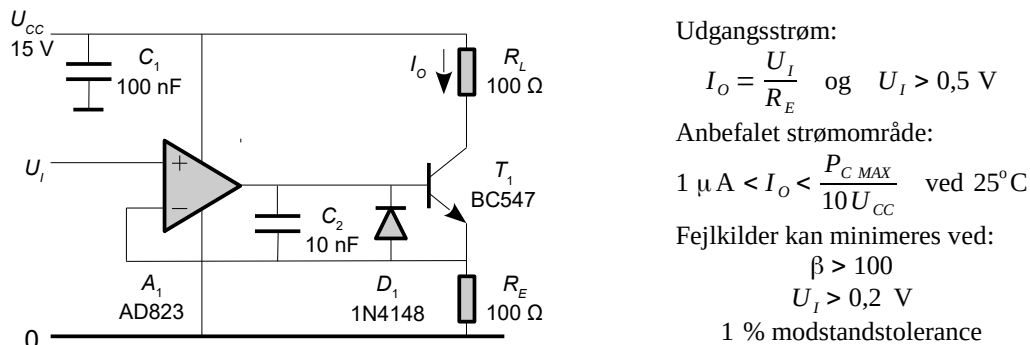 U_CC
15 V
C_1
100 nF
I_O
R_L
100 Ω
U_I
+
−
T_1
BC547
C_2
10 nF
A_1
AD823
D_1
1N4148
R_E
100 Ω
0
Udgangsstrøm:
I_O = U_I / R_E og U_I > 0,5 V
Anbefalet strømområde:
1 μ A < I_O < P_C MAX / 10 U_CC ved 25°C
Fejlkilder kan minimeres ved:
β > 100
U_I > 0,2 V
1 % modstandstolerance